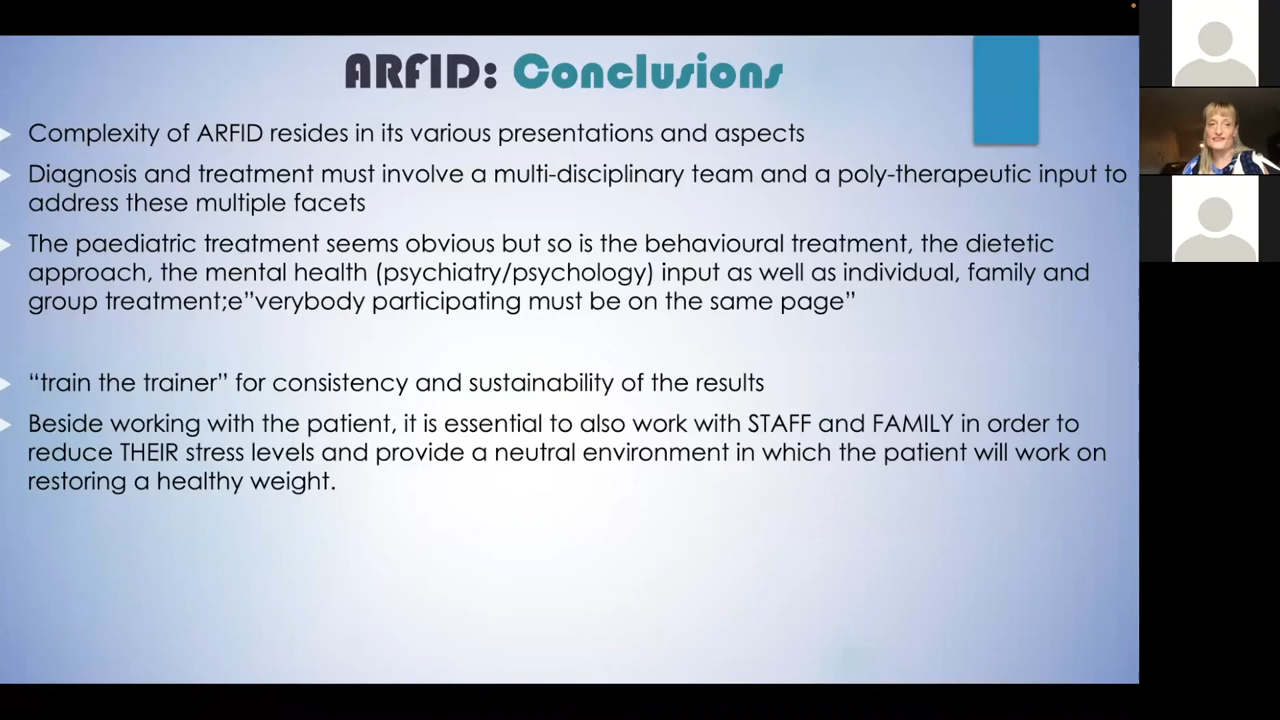 ARFID: Conclusions
Complexity of ARFID resides in its various presentations and aspects
Diagnosis and treatment must involve a multi-disciplinary team and a poly-therapeutic input to
address these multiple facets
The paediatric treatment seems obvious but so is the behavioural treatment, the dietetic
approach, the mental health (psychiatry/psychology) input as well as individual, family and
group treatment;e”verybody participating must be on the same page”
“train the trainer” for consistency and sustainability of the results
Beside working with the patient, it is essential to also work with STAFF and FAMILY in order to
reduce THEIR stress levels and provide a neutral environment in which the patient will work on
restoring a healthy weight.